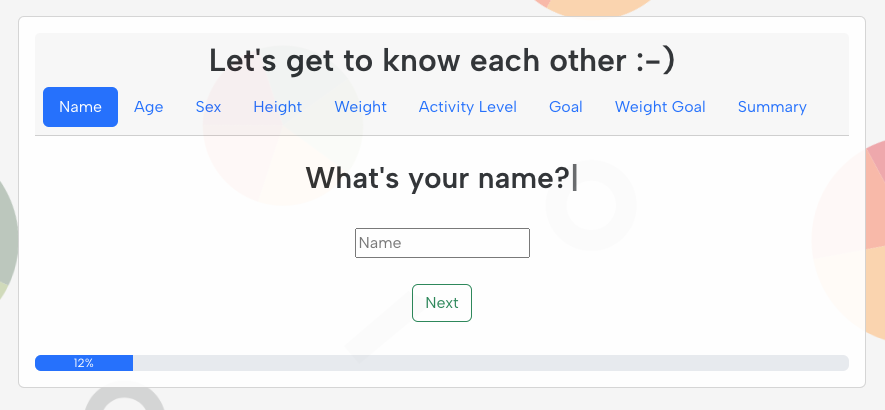 Let's get to know each other :-)
Name Age Sex Height Weight Activity Level Goal Weight Goal Summary
What's your name?|
Name
Next
12%